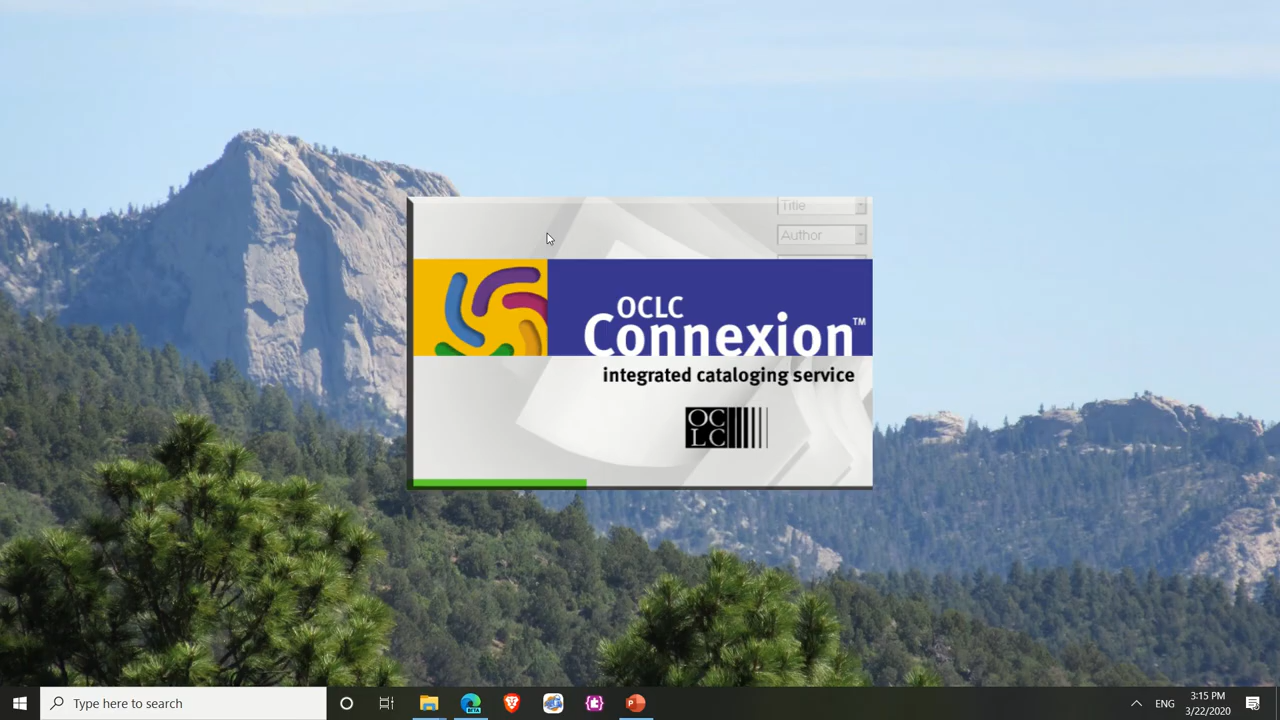 Title
Author
OCLC
Connexion™
integrated cataloging service
OC
LC
Type here to search
BETA
P
ENG
3:15 PM
3/22/2020